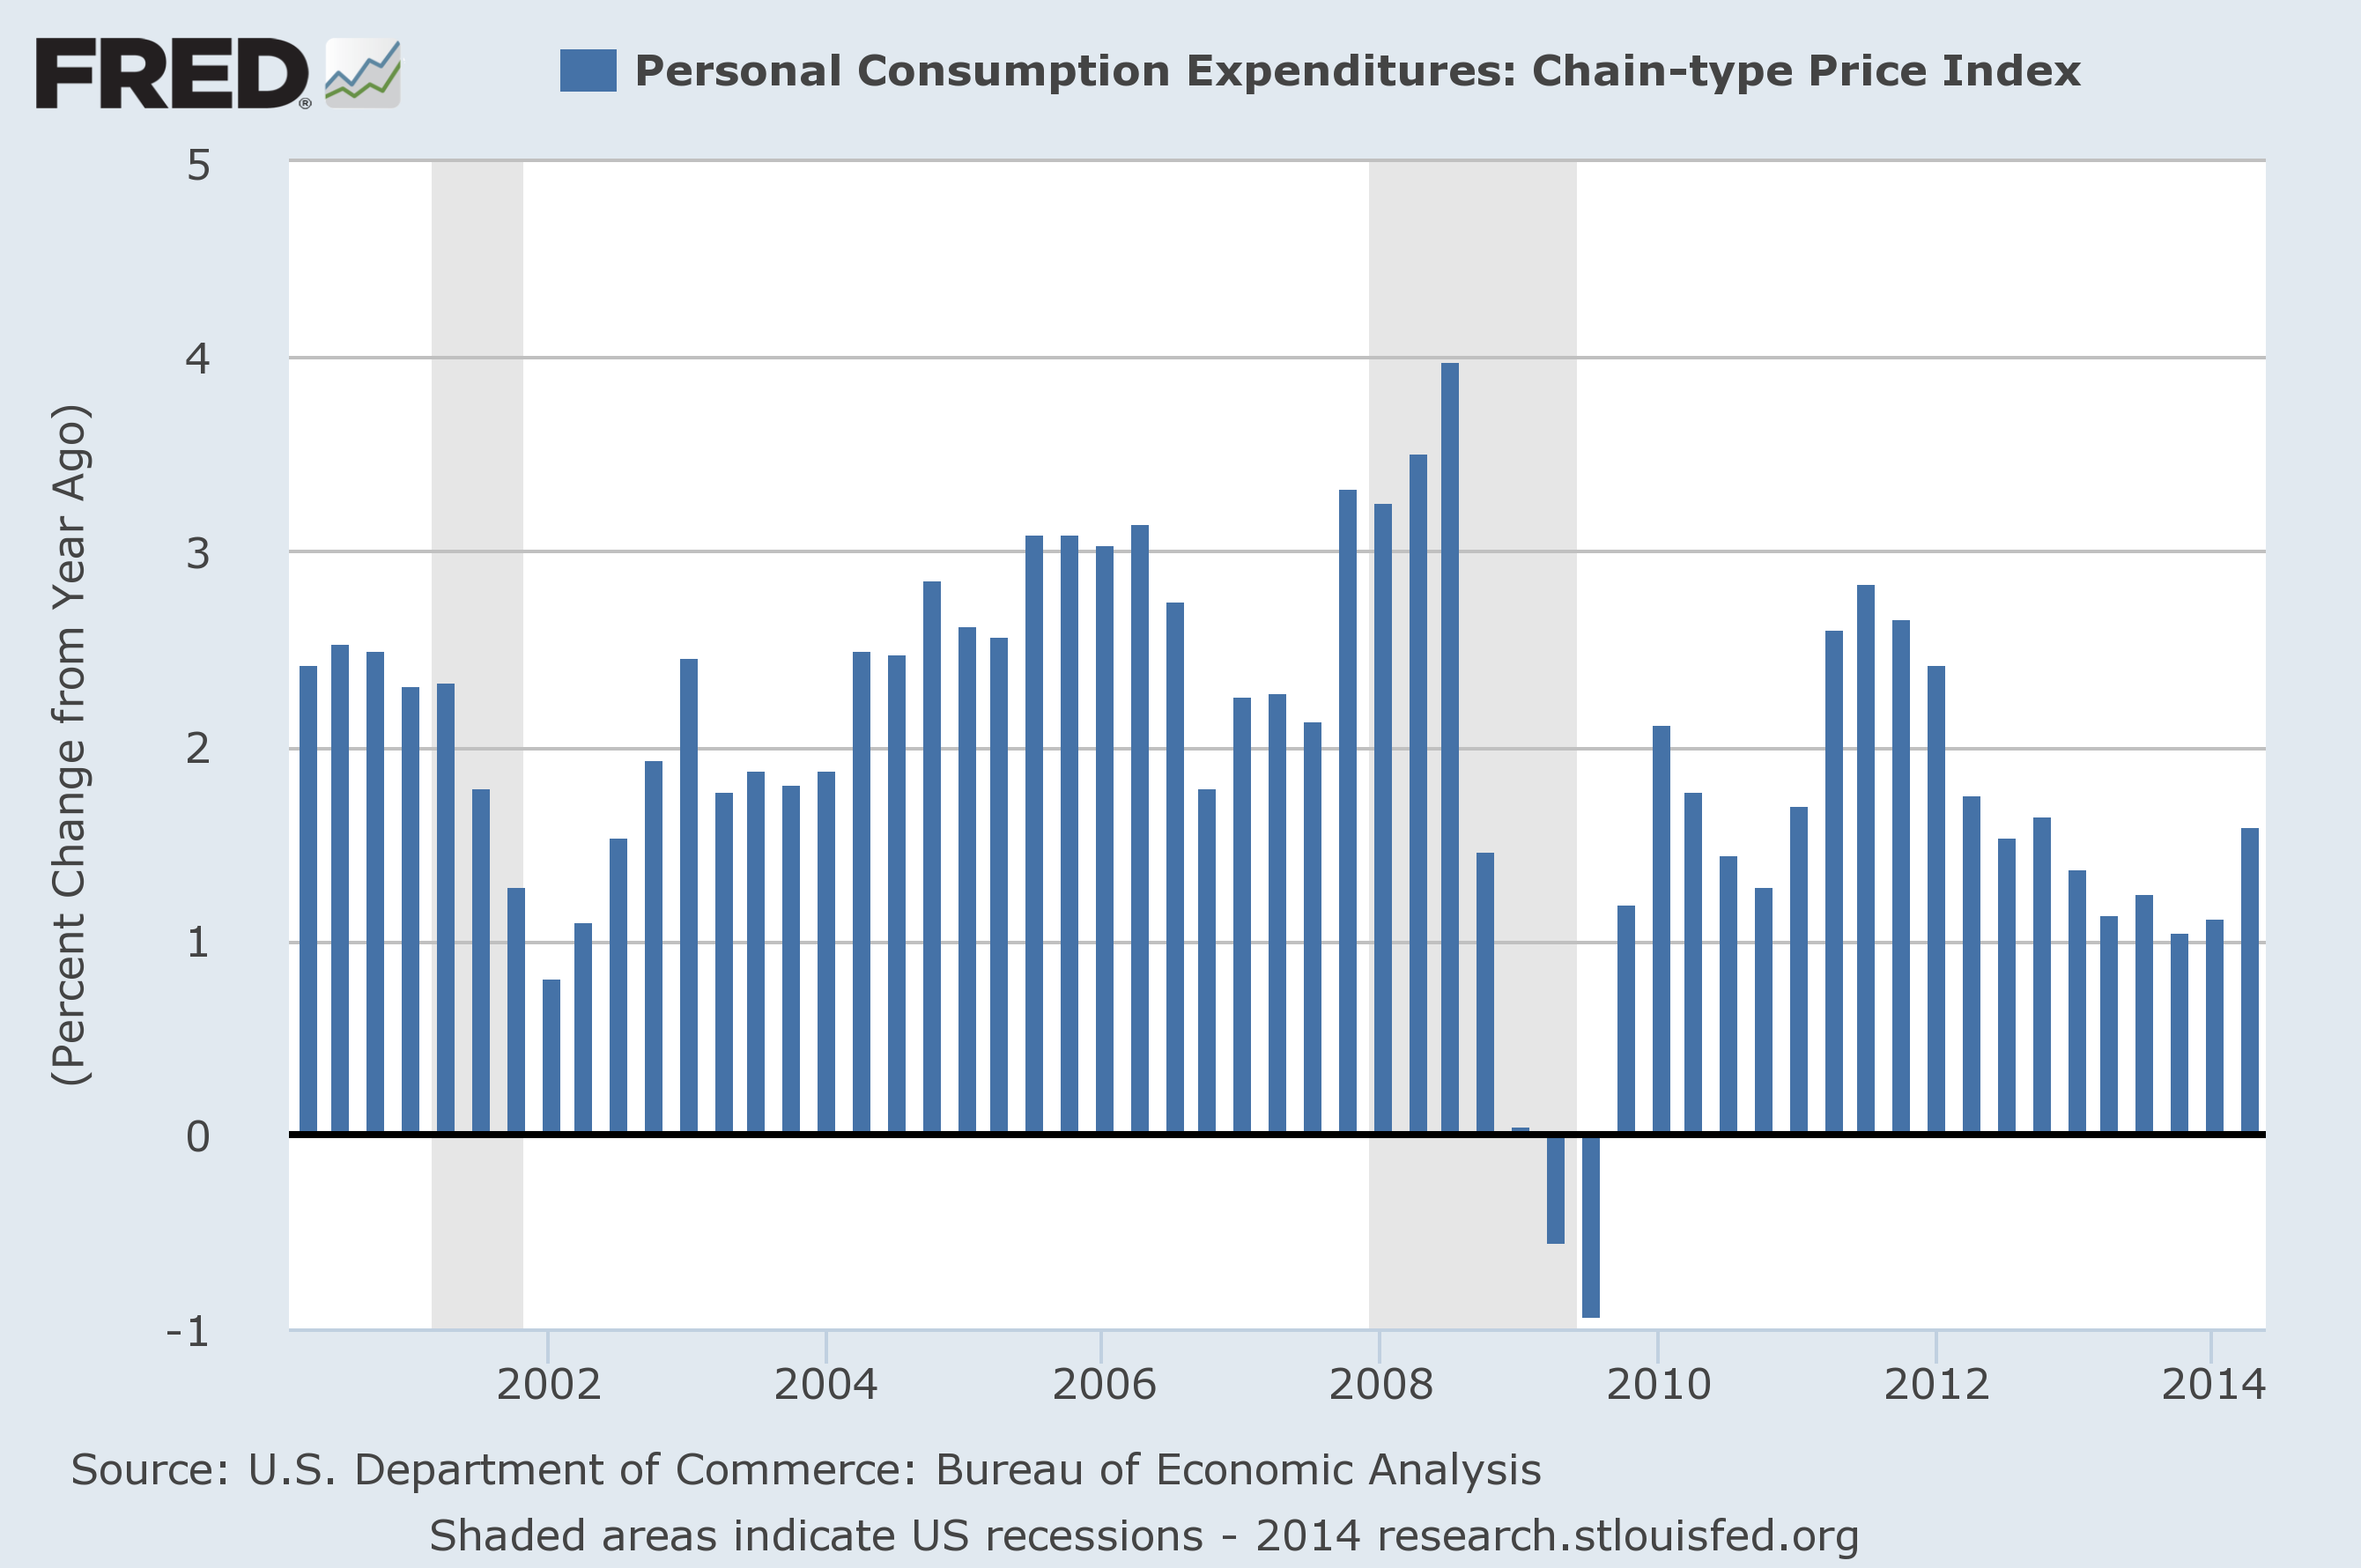 FRED®
Personal Consumption Expenditures: Chain-type Price Index
(Percent Change from Year Ago)
5
4
3
2
1
0
-1
2002 2004 2006 2008 2010 2012 2014
Source: U.S. Department of Commerce: Bureau of Economic Analysis
Shaded areas indicate US recessions - 2014 research.stlouisfed.org